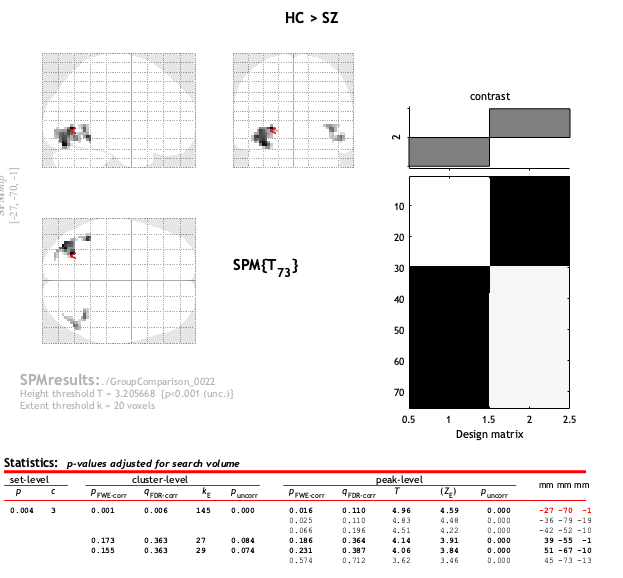 HC > SZ
contrast
2
SPMmip
[-27, -70, -1]
SPM{T73}
10
20
30
40
50
60
70
0.5 1 1.5 2 2.5
Design matrix
SPMresults: ./GroupComparison_0022
Height threshold T = 3.205668 {p<0.001 (unc.)}
Extent threshold k = 20 voxels
Statistics: p-values adjusted for search volume
set-level cluster-level peak-level mm mm mm
p c pFWE-corr qFDR-corr kE puncorr pFWE-corr qFDR-corr T (ZE) puncorr
0.004 3 0.001 0.006 145 0.000 0.016 0.110 4.96 4.59 0.000 -27 -70 -1
0.025 0.110 4.83 4.48 0.000 -36 -79 -19
0.066 0.196 4.51 4.22 0.000 -42 -52 -10
0.173 0.363 27 0.084 0.186 0.364 4.14 3.91 0.000 39 -55 -1
0.155 0.363 29 0.074 0.231 0.387 4.06 3.84 0.000 51 -67 -10
0.574 0.712 3.62 3.46 0.000 45 -73 -13